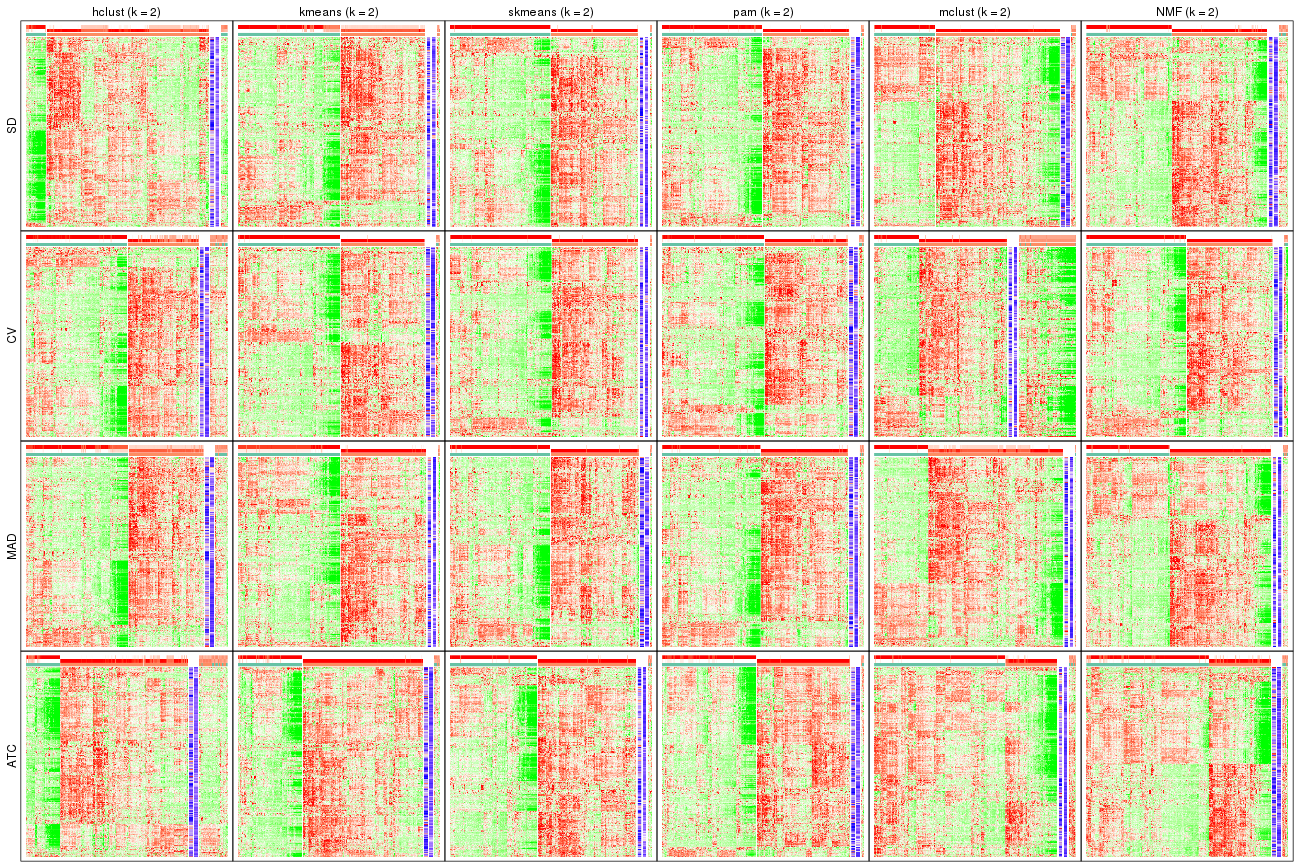 hclust (k = 2) kmeans (k = 2) skmeans (k = 2) pam (k = 2) mclust (k = 2) NMF (k = 2)
SD
CV
MAD
ATC